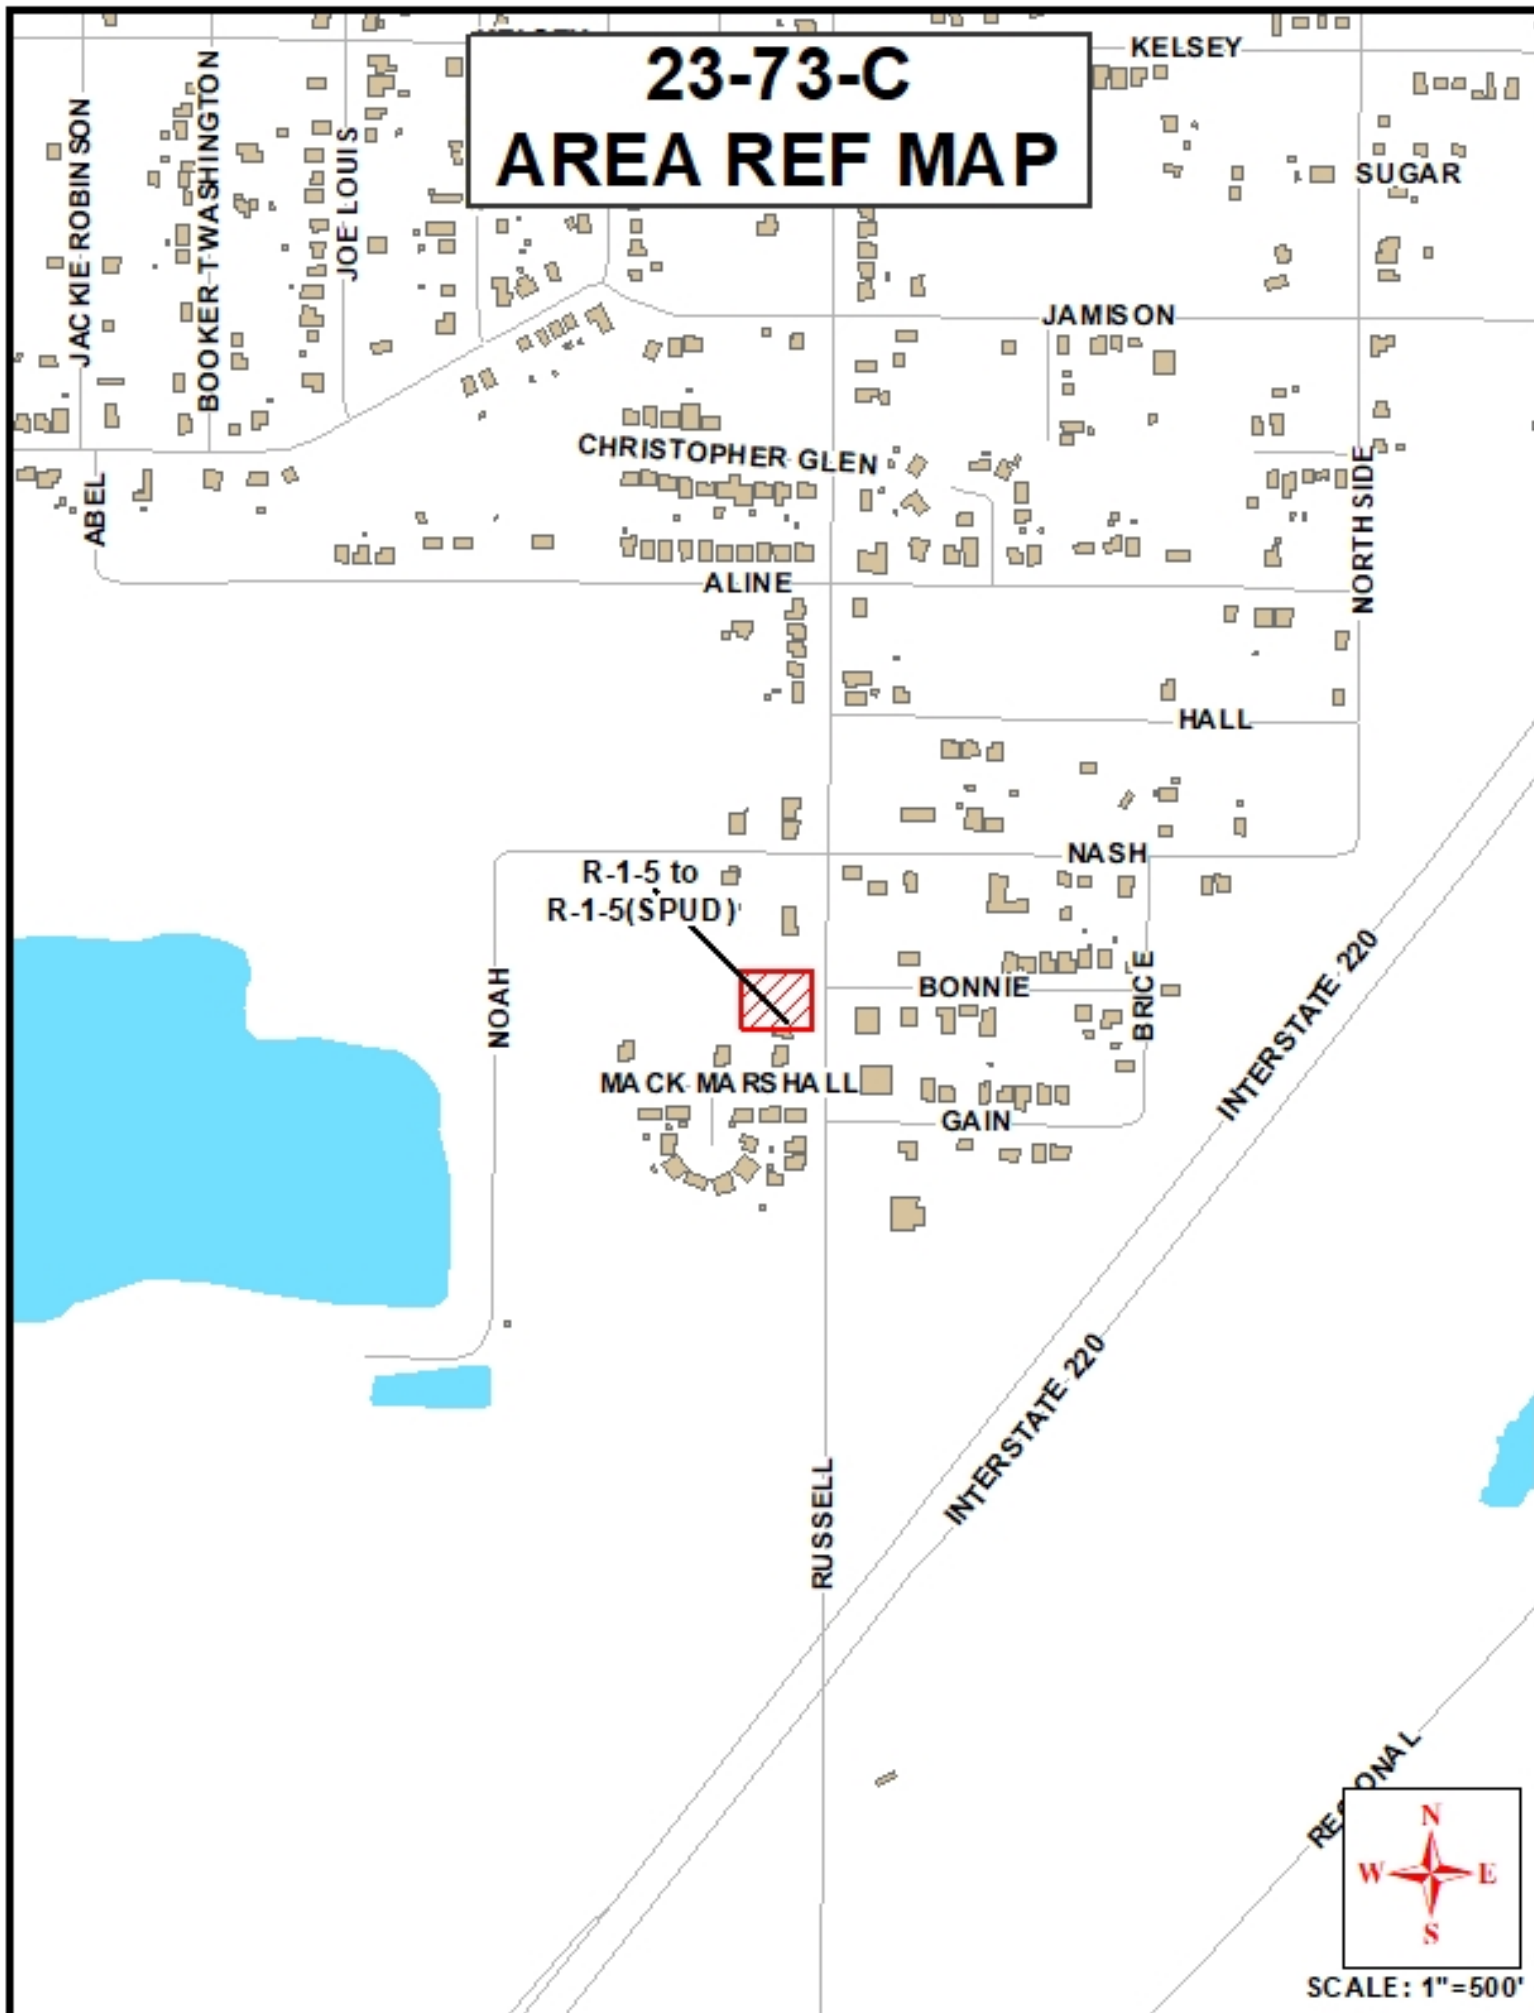 23-73-C
AREA REF MAP
KELSEY
JACKIE ROBINSON
BOOKER T WASHINGTON
JOE LOUIS
SUGAR
JAMISON
CHRISTOPHER GLEN
ABEL
NORTHSIDE
ALINE
HALL
NASH
R-1-5 to
R-1-5(SPUD)
NOAH
BONNIE
BRICE
INTERSTATE 220
MACK MARSHALL
GAIN
INTERSTATE 220
RUSSELL
N
W E
S
SCALE: 1"=500'